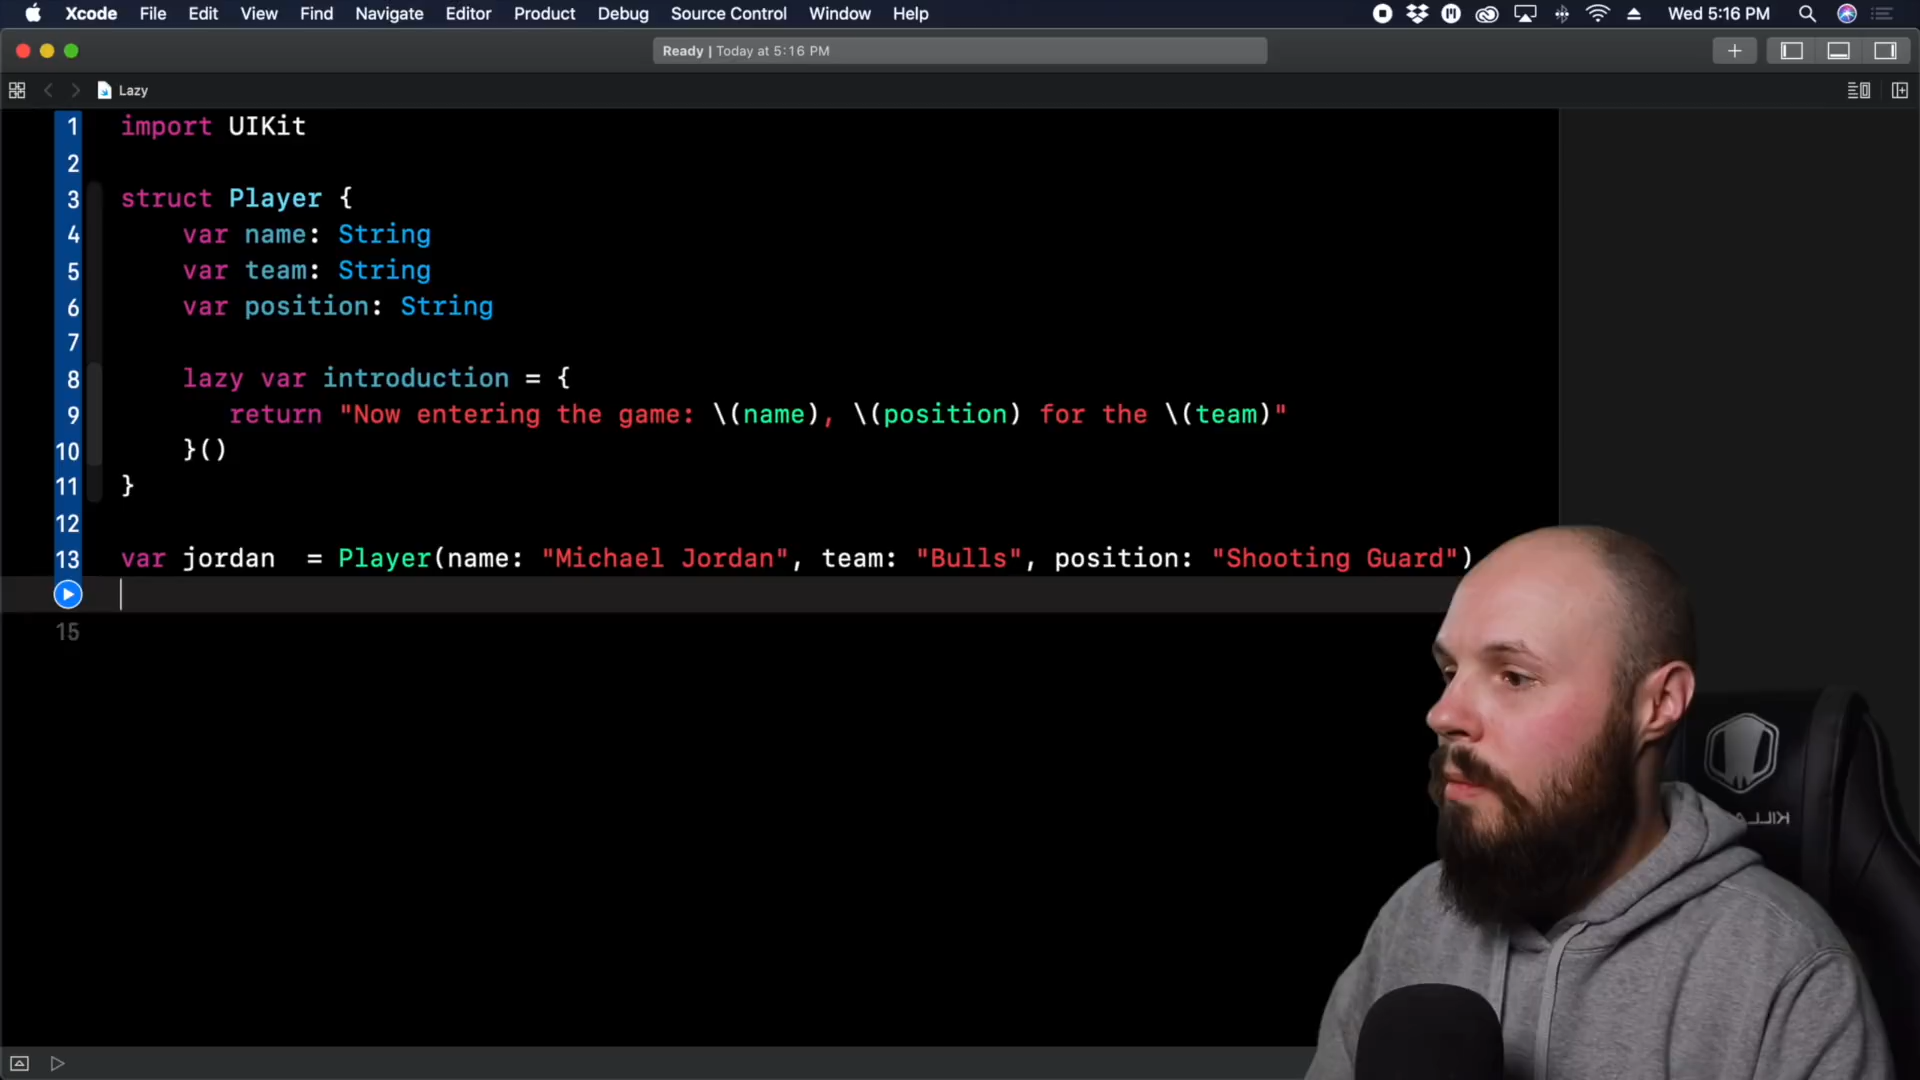 Xcode File Edit View Find Navigate Editor Product Debug Source Control Window Help Wed 5:16 PM
Ready | Today at 5:16 PM
Lazy
1 import UIKit
2
3 struct Player {
4 var name: String
5 var team: String
6 var position: String
7
8 lazy var introduction = {
9 return "Now entering the game: \(name), \(position) for the \(team)"
10 }()
11 }
12
13 var jordan  = Player(name: "Michael Jordan", team: "Bulls", position: "Shooting Guard")
15